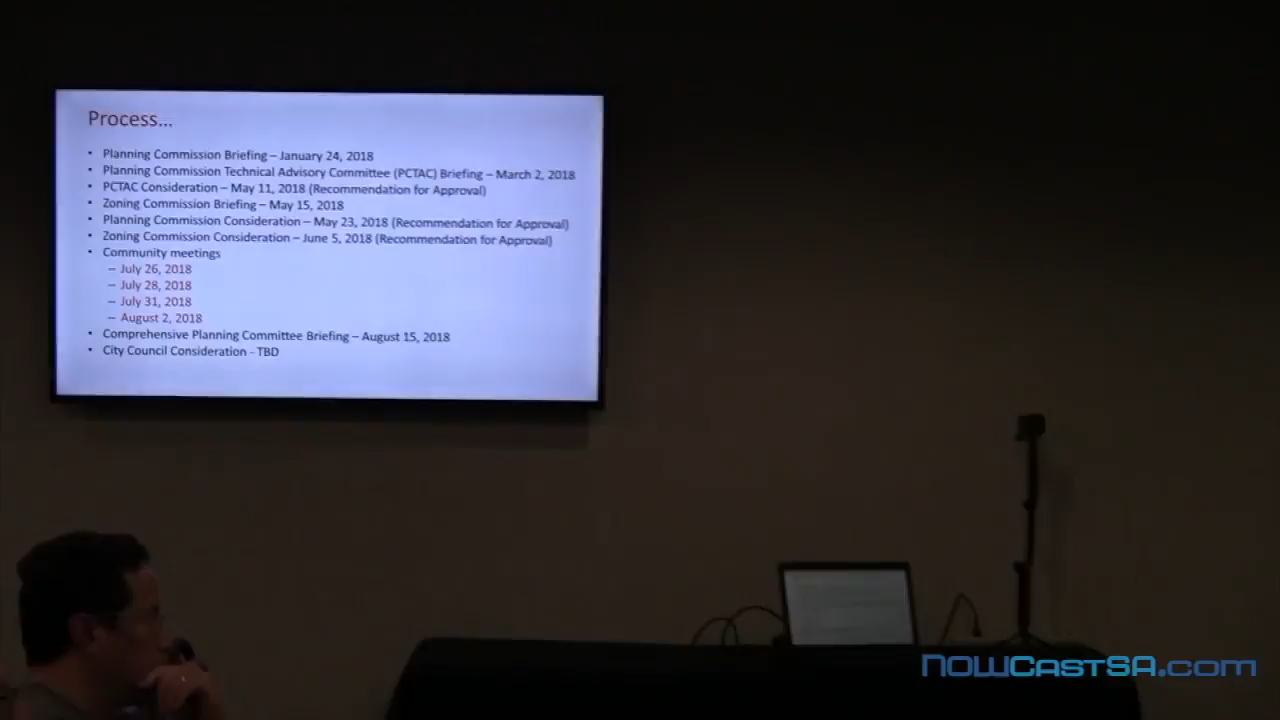 Process...
• Planning Commission Briefing – January 24, 2018
• Planning Commission Technical Advisory Committee (PCTAC) Briefing – March 2, 2018
• PCTAC Consideration – May 11, 2018 (Recommendation for Approval)
• Zoning Commission Briefing – May 15, 2018
• Planning Commission Consideration – May 23, 2018 (Recommendation for Approval)
• Zoning Commission Consideration – June 5, 2018 (Recommendation for Approval)
• Community meetings
– July 26, 2018
– July 28, 2018
– July 31, 2018
– August 2, 2018
• Comprehensive Planning Committee Briefing – August 15, 2018
• City Council Consideration - TBD
NOWCastSA.com